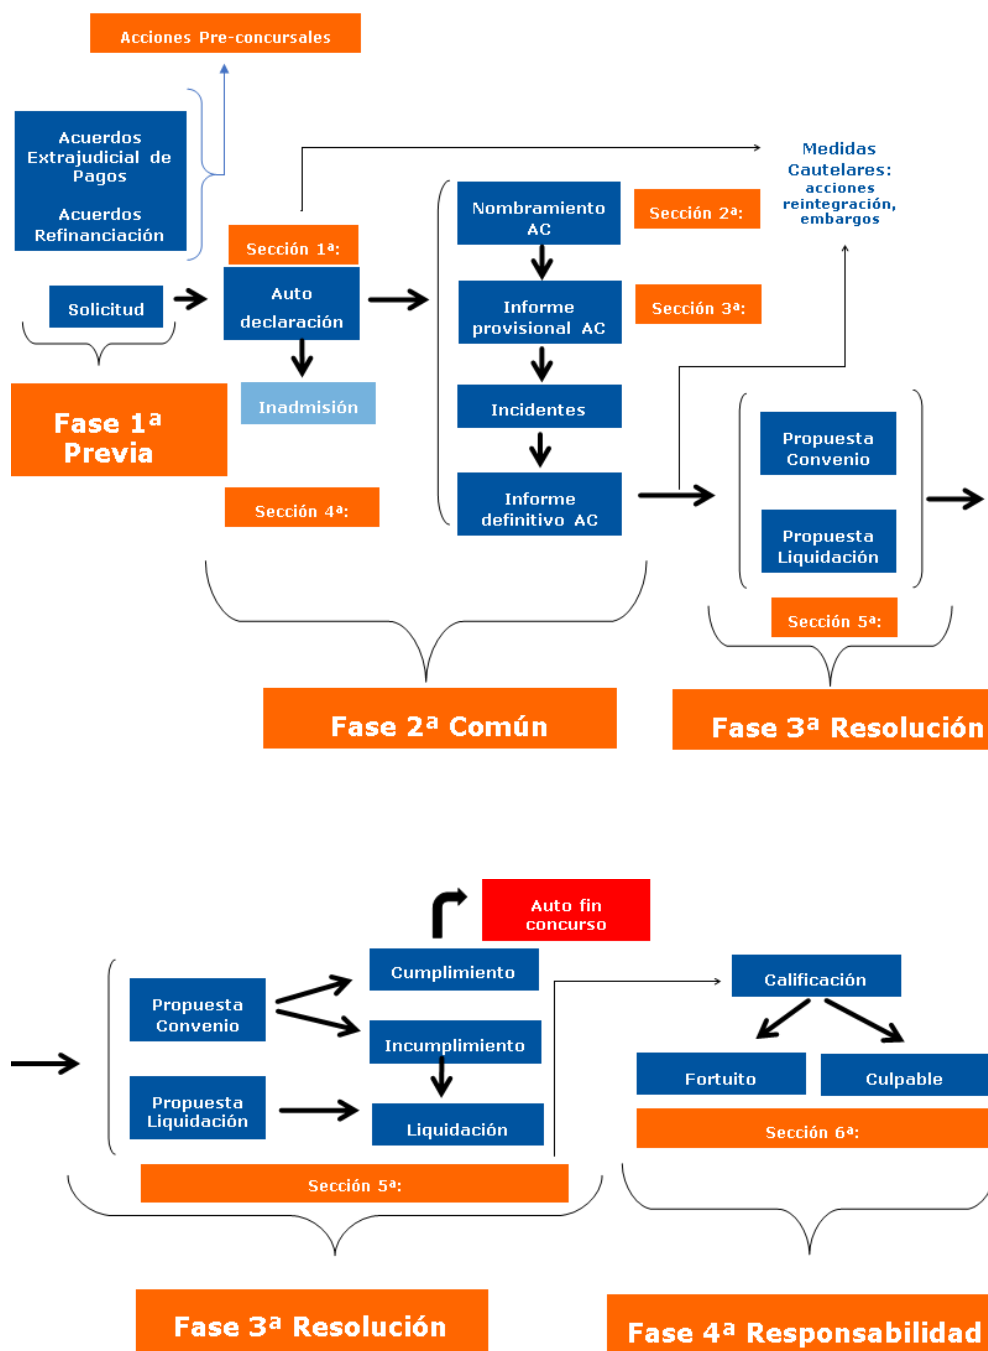 Acciones Pre-concursales
Acuerdos
Extrajudicial de
Pagos
Acuerdos
Refinanciación
Solicitud
Fase 1ª
Previa
Sección 1ª:
Auto
declaración
Inadmisión
Sección 4ª:
Nombramiento
AC
Sección 2ª:
Informe
provisional AC
Sección 3ª:
Incidentes
Informe
definitivo AC
Medidas
Cautelares:
acciones
reintegración,
embargos
Propuesta
Convenio
Propuesta
Liquidación
Sección 5ª:
Fase 2ª Común
Fase 3ª Resolución
Auto fin
concurso
Propuesta
Convenio
Cumplimiento
Incumplimiento
Propuesta
Liquidación
Liquidación
Sección 5ª:
Calificación
Fortuito
Culpable
Sección 6ª:
Fase 3ª Resolución
Fase 4ª Responsabilidad